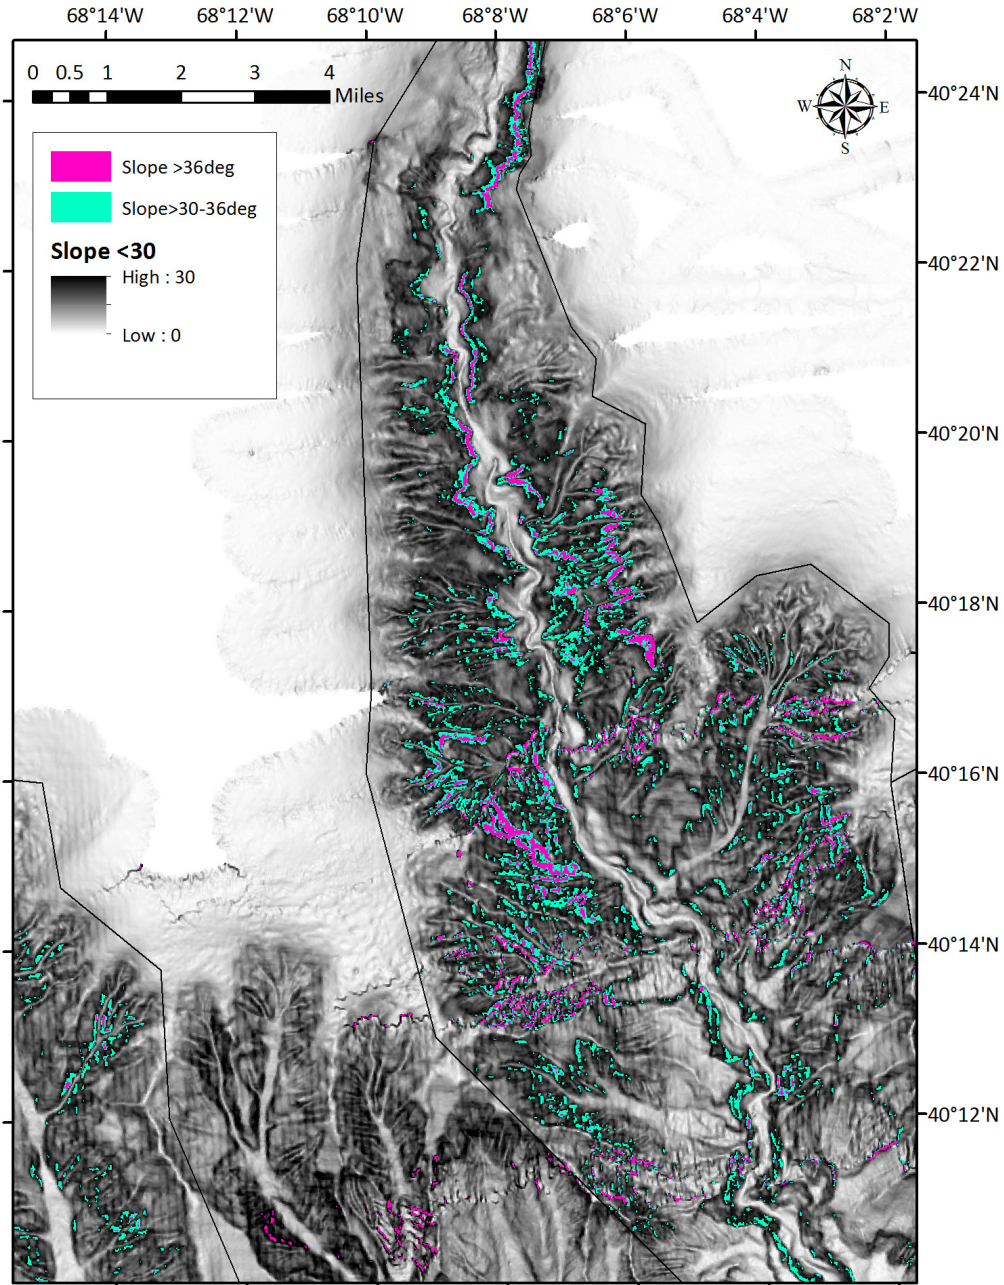 68°14'W 68°12'W 68°10'W 68°8'W 68°6'W 68°4'W 68°2'W
0 0.5 1 2 3 4
Miles
N
W E
S
40°24'N
Slope >36deg
Slope>30-36deg
Slope <30
High : 30
Low : 0
40°22'N
40°20'N
40°18'N
40°16'N
40°14'N
40°12'N